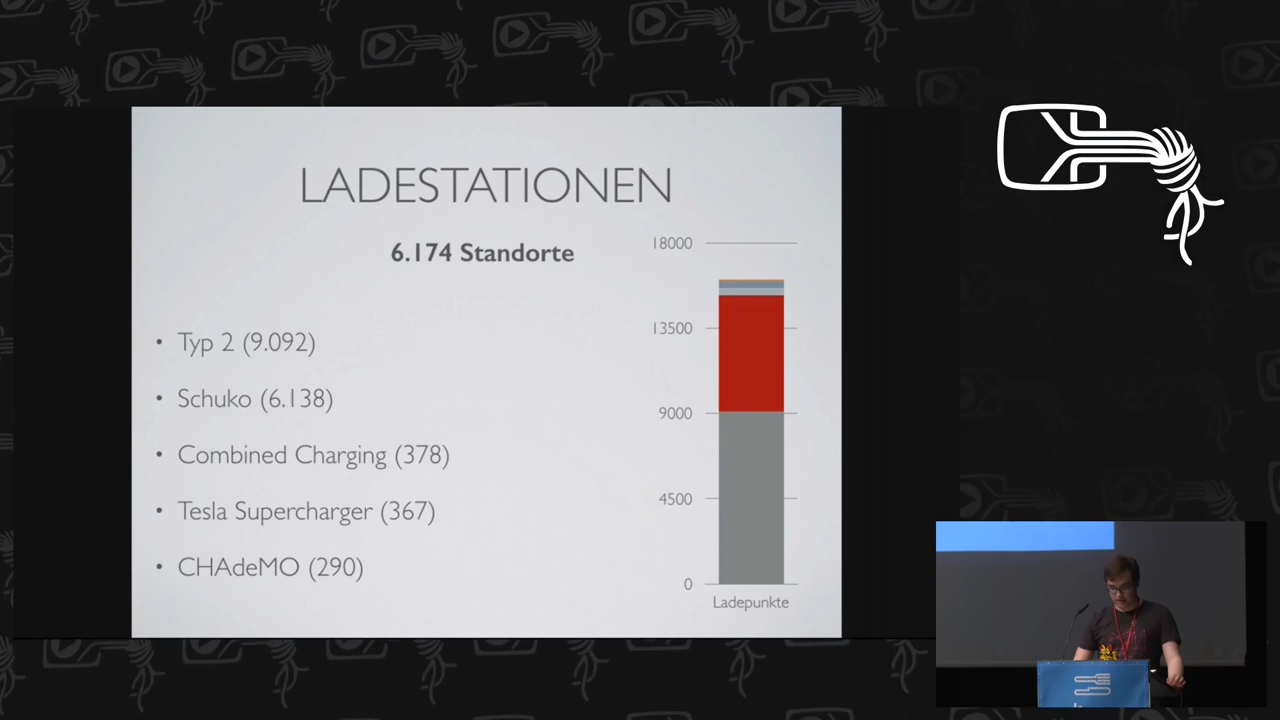 LADESTATIONEN
6.174 Standorte
• Typ 2 (9.092)
• Schuko (6.138)
• Combined Charging (378)
• Tesla Supercharger (367)
• CHAdeMO (290)
18000
13500
9000
4500
0
Ladepunkte